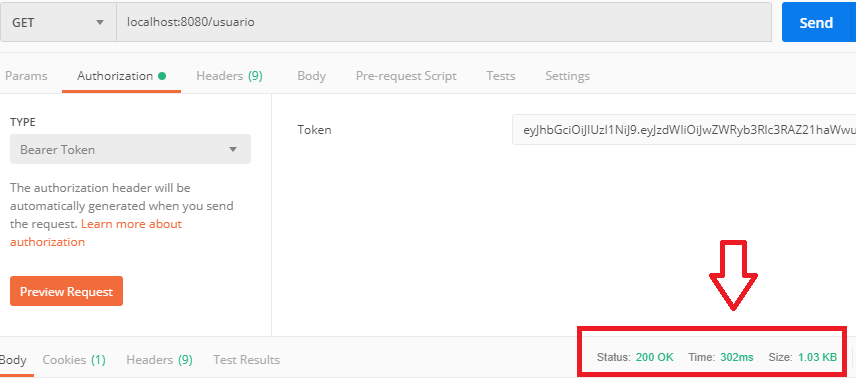 GET localhost:8080/usuario Send
Params Authorization Headers (9) Body Pre-request Script Tests Settings
TYPE
Bearer Token
The authorization header will be
automatically generated when you send
the request. Learn more about
authorization
Preview Request
Token
Body Cookies (1) Headers (9) Test Results
Status: 200 OK Time: 302ms Size: 1.03 KB